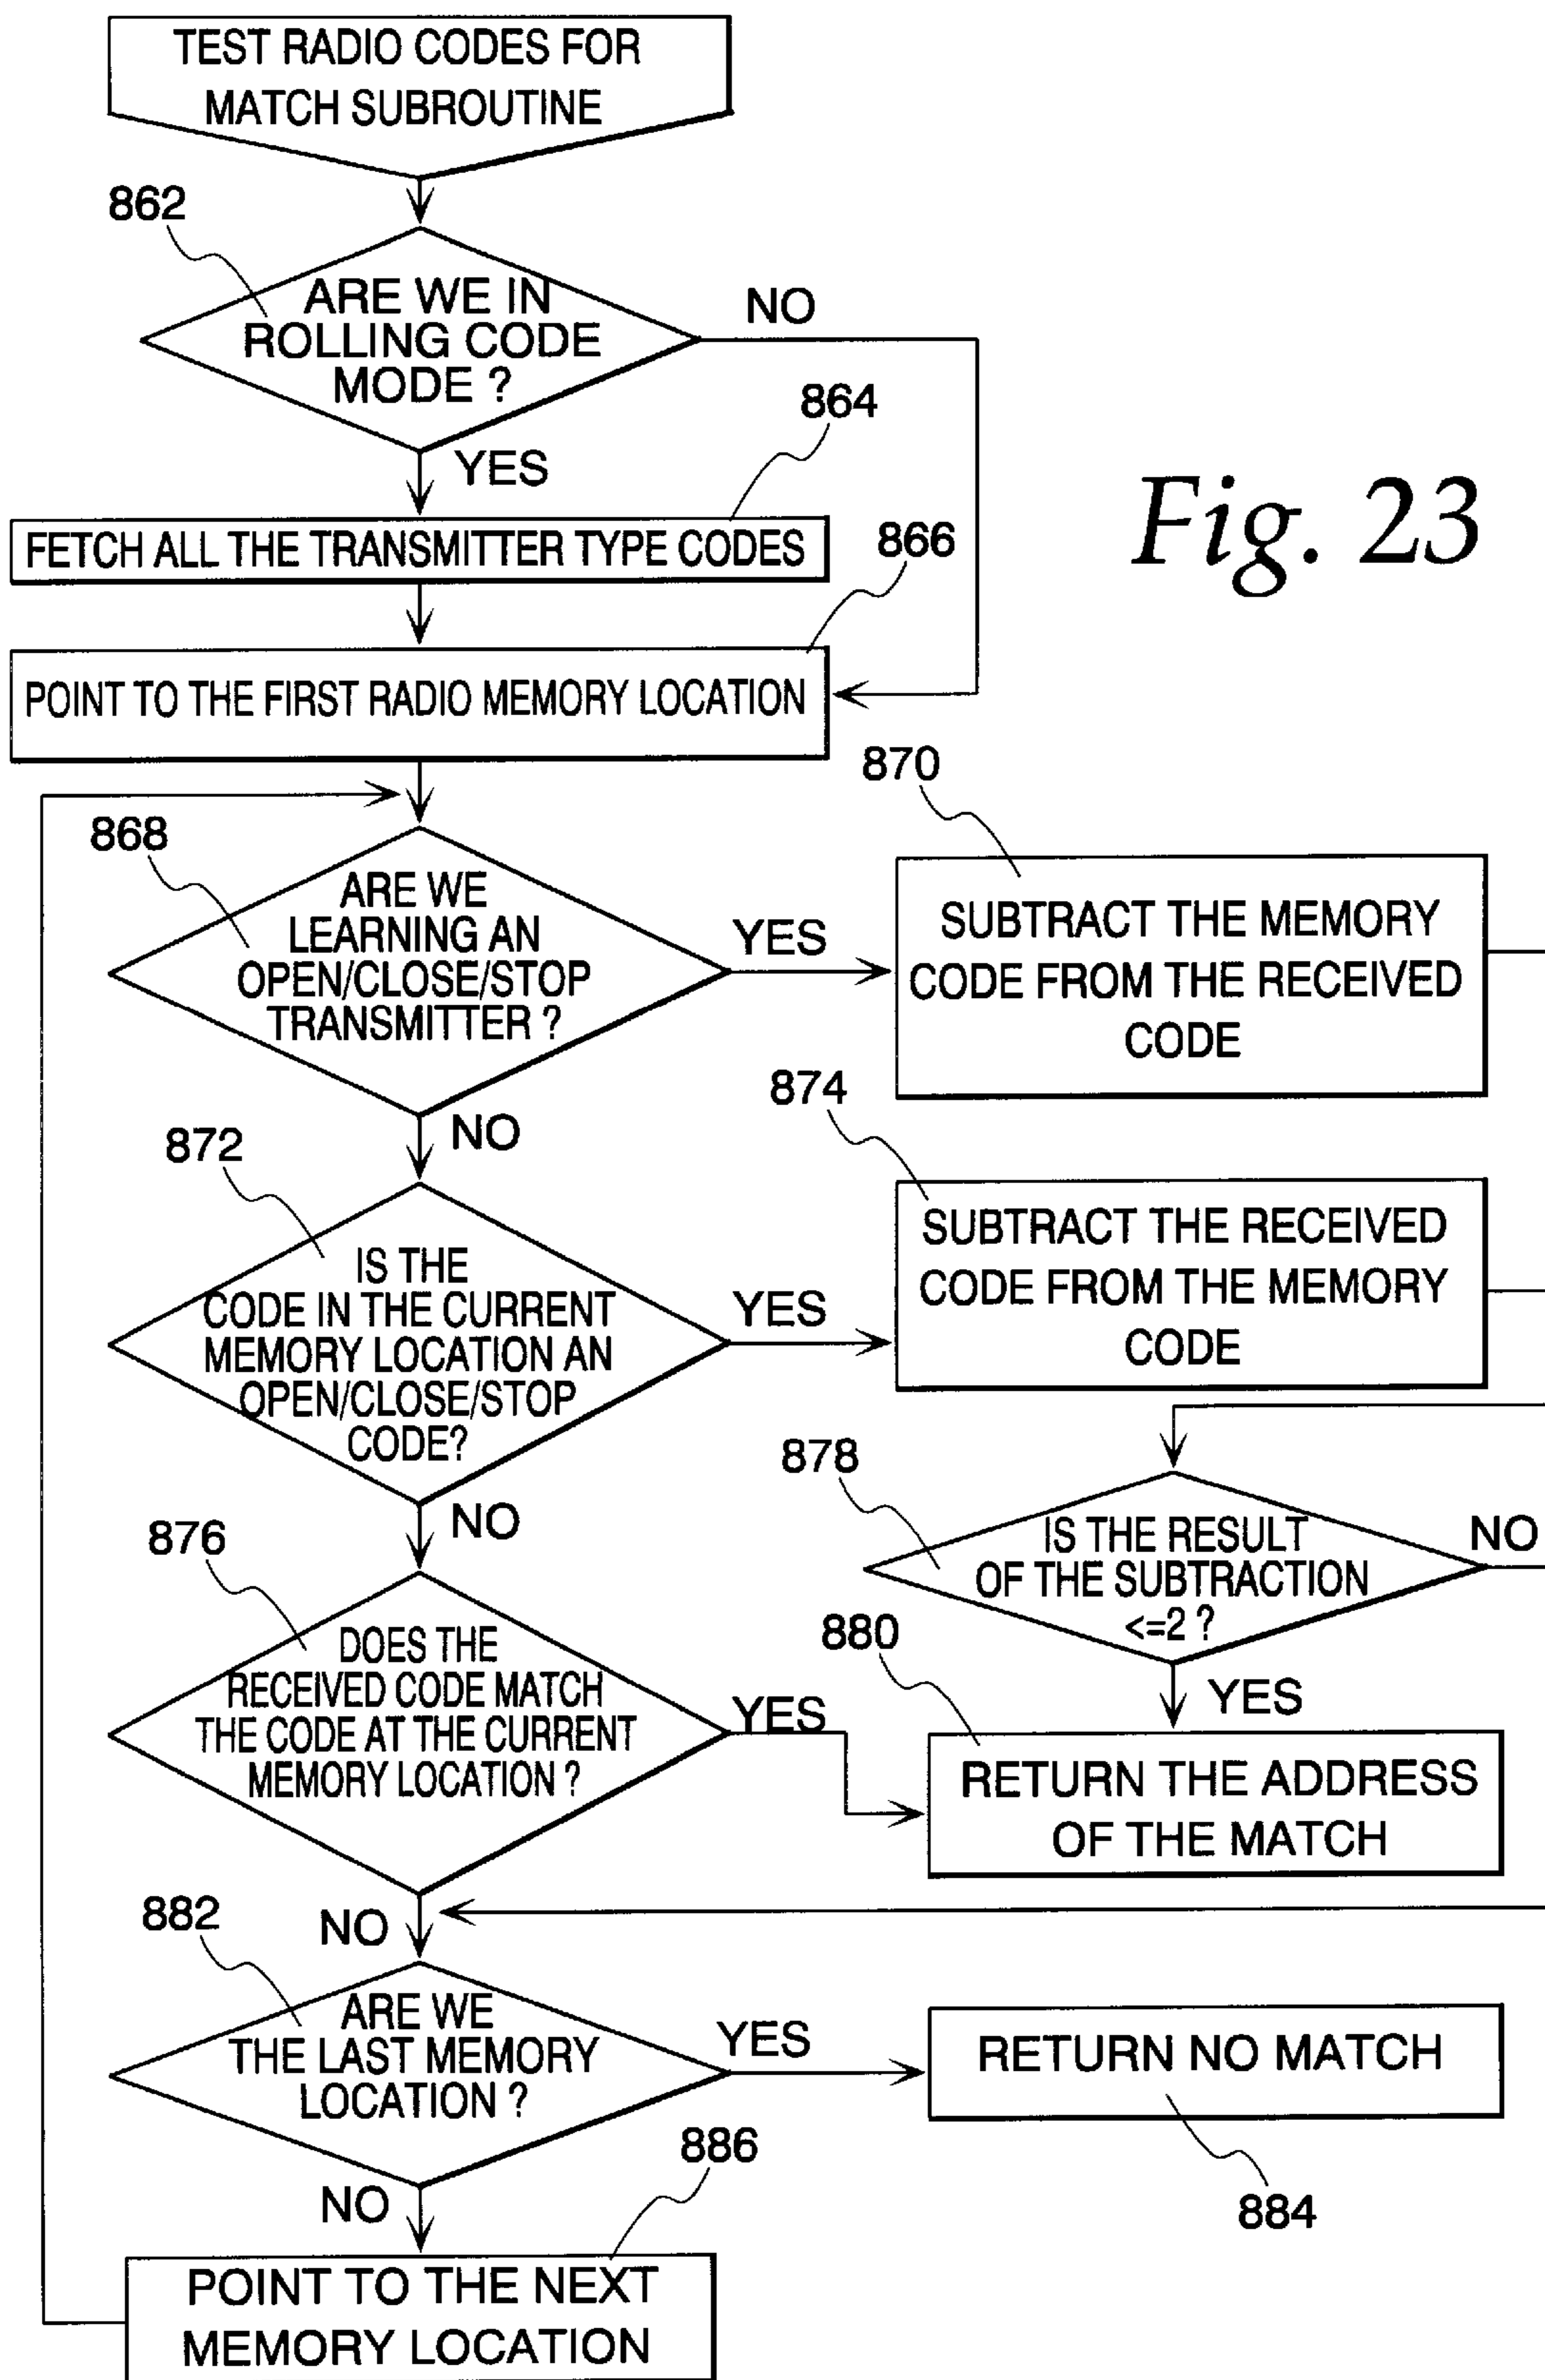 TEST RADIO CODES FOR
MATCH SUBROUTINE
862
ARE WE IN
ROLLING CODE
MODE ?
NO
YES
864
FETCH ALL THE TRANSMITTER TYPE CODES
Fig. 23
866
POINT TO THE FIRST RADIO MEMORY LOCATION
868
ARE WE
LEARNING AN
OPEN/CLOSE/STOP
TRANSMITTER ?
YES
NO
870
SUBTRACT THE MEMORY
CODE FROM THE RECEIVED
CODE
872
IS THE
CODE IN THE CURRENT
MEMORY LOCATION AN
OPEN/CLOSE/STOP
CODE?
YES
NO
874
SUBTRACT THE RECEIVED
CODE FROM THE MEMORY
CODE
876
DOES THE
RECEIVED CODE MATCH
THE CODE AT THE CURRENT
MEMORY LOCATION ?
YES
NO
878
IS THE RESULT
OF THE SUBTRACTION
<=2 ?
NO
YES
880
RETURN THE ADDRESS
OF THE MATCH
882
ARE WE
THE LAST MEMORY
LOCATION ?
YES
NO
RETURN NO MATCH
884
886
POINT TO THE NEXT
MEMORY LOCATION